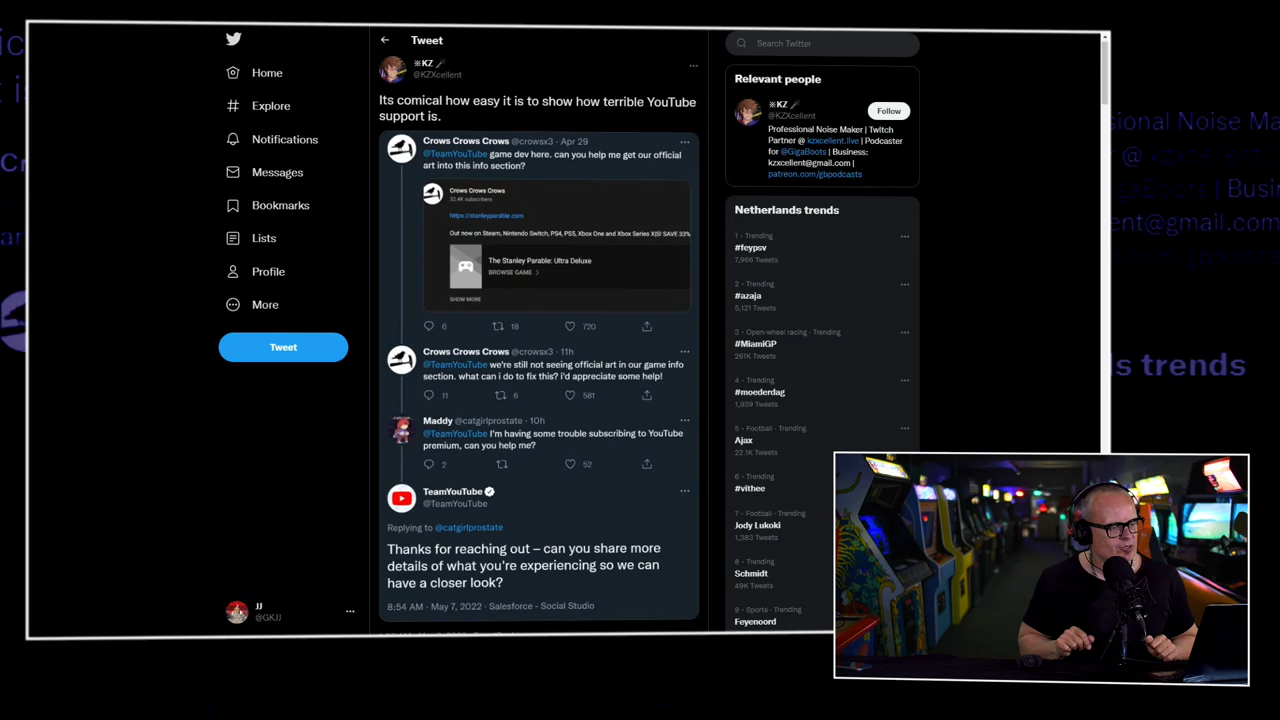 Home
Explore
Notifications
Messages
Bookmarks
Lists
Profile
More
Tweet
JJ
@GKJJ
Tweet
※KZ
@KZXcellent
Its comical how easy it is to show how terrible YouTube
support is.
Crows Crows Crows @crowsx3 · Apr 29
@TeamYouTube game dev here. can you help me get our official
art into this info section?
Crows Crows Crows
32.4K subscribers
https://stanleyparable.com
Out now on Steam, Nintendo Switch, PS4, PS5, Xbox One and Xbox Series X|S! SAVE 33%
The Stanley Parable: Ultra Deluxe
BROWSE GAME >
SHOW MORE
6 18 720
Crows Crows Crows @crowsx3 · 11h
@TeamYouTube we're still not seeing official art in our game info
section. what can i do to fix this? i'd appreciate some help!
11 6 581
Maddy @catgirlprostate · 10h
@TeamYouTube I'm having some trouble subscribing to YouTube
premium, can you help me?
2 52
TeamYouTube
@TeamYouTube
Replying to @catgirlprostate
Thanks for reaching out – can you share more
details of what you're experiencing so we can
have a closer look?
8:54 AM · May 7, 2022 · Salesforce - Social Studio
Search Twitter
Relevant people
※KZ
@KZXcellent
Follow
Professional Noise Maker | Twitch
Partner @ kzxcellent.live | Podcaster
for @GigaBoots | Business:
kzxcellent@gmail.com |
patreon.com/gbpodcasts
Netherlands trends
1 · Trending
#feypsv
7,966 Tweets
2 · Trending
#azaja
5,121 Tweets
3 · Open-wheel racing · Trending
#MiamiGP
261K Tweets
4 · Trending
#moederdag
1,939 Tweets
5 · Football · Trending
Ajax
22.1K Tweets
6 · Trending
#vithee
7 · Football · Trending
Jody Lukoki
1,383 Tweets
8 · Trending
Schmidt
49K Tweets
9 · Sports · Trending
Feyenoord
sional Noise Mak
@ kzxcellent.
| Busin
ent@gmail.com |
ds trends